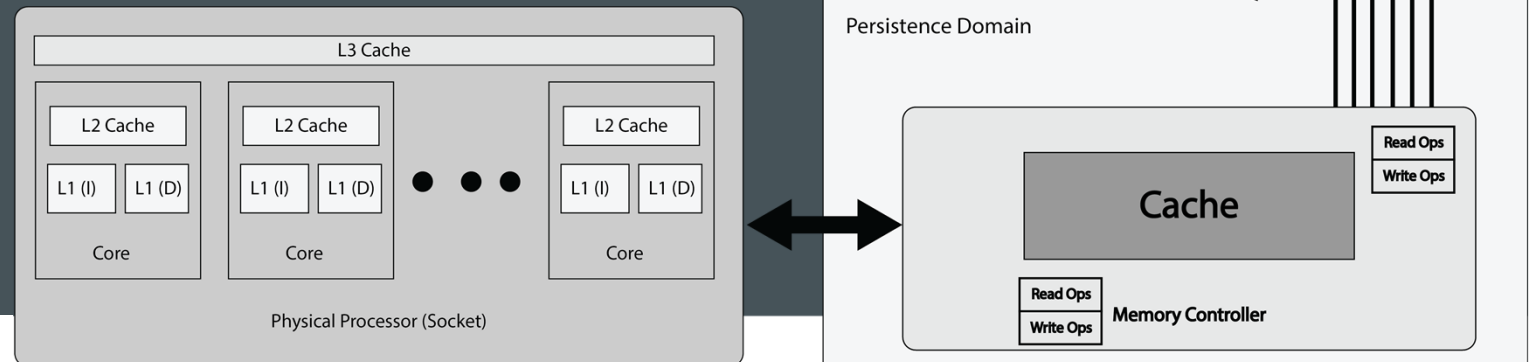 L3 Cache
L2 Cache
L1 (I)
L1 (D)
Core
L2 Cache
L1 (I)
L1 (D)
Core
L2 Cache
L1 (I)
L1 (D)
Core
Physical Processor (Socket)
Persistence Domain
Read Ops
Write Ops
Cache
Read Ops
Write Ops
Memory Controller